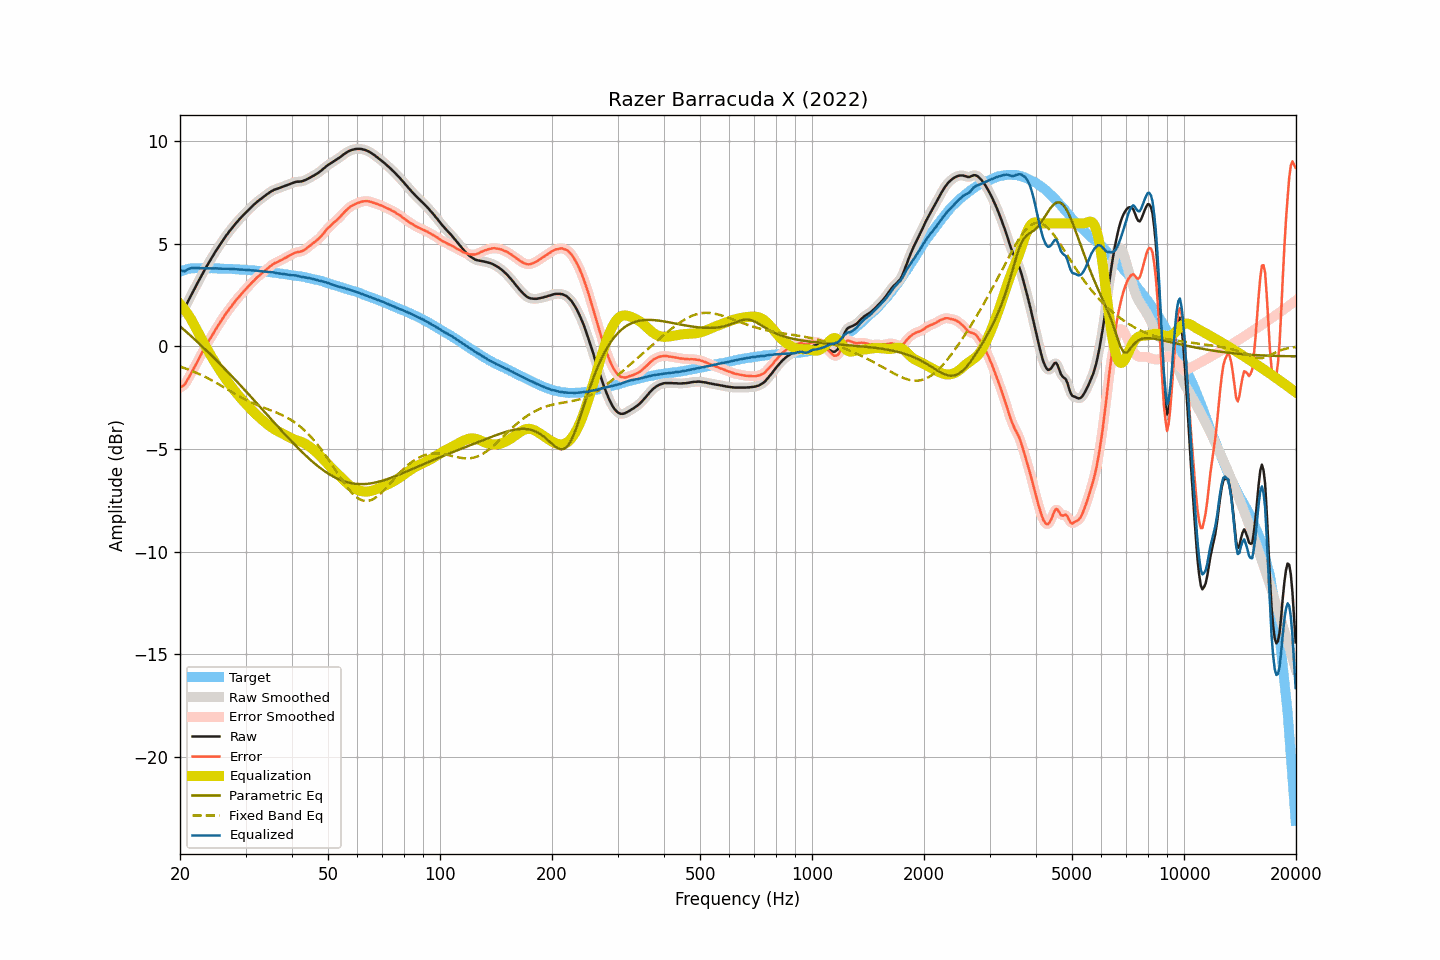 Razer Barracuda X (2022)
10
5
0
−5
−10
−15
−20
Amplitude (dBr)
Target
Raw Smoothed
Error Smoothed
Raw
Error
Equalization
Parametric Eq
Fixed Band Eq
Equalized
20 50 100 200 500 1000 2000 5000 10000 20000
Frequency (Hz)